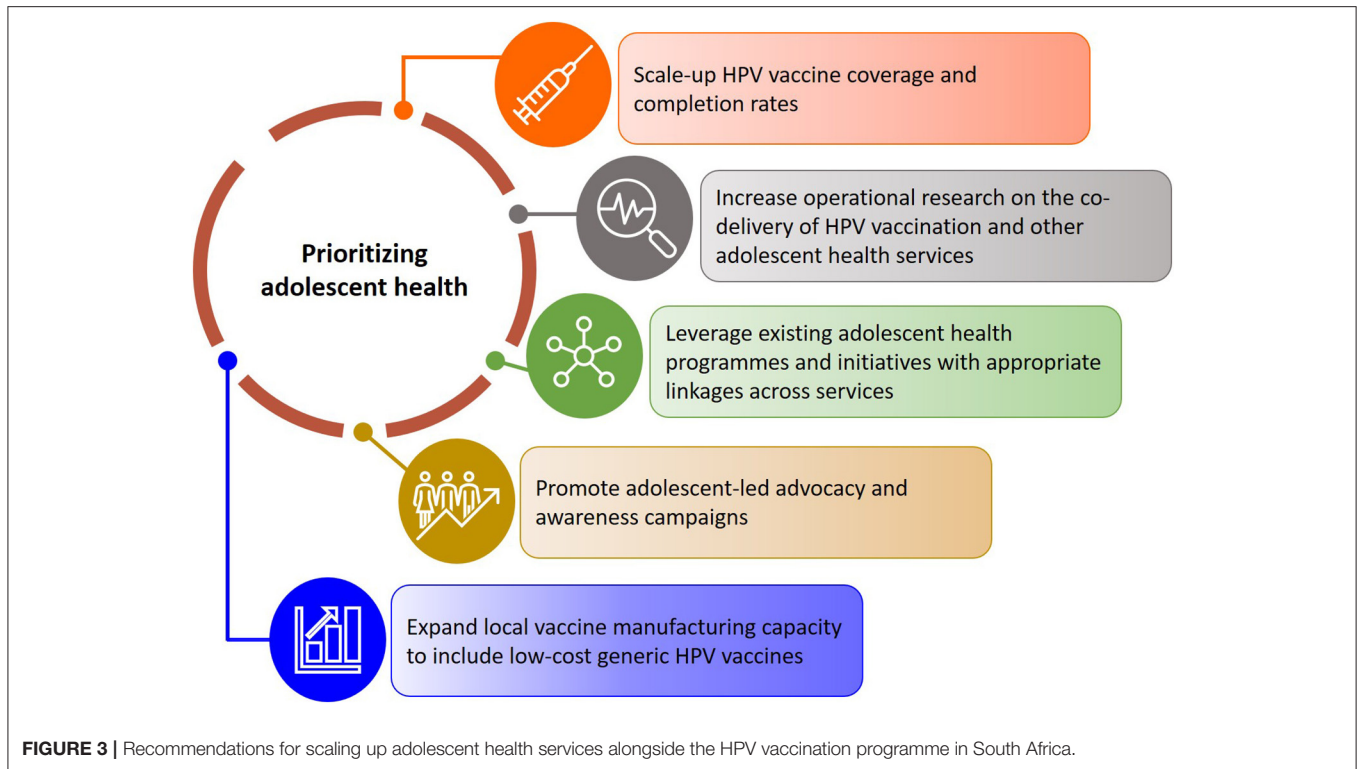 Scale-up HPV vaccine coverage and
completion rates
Increase operational research on the co-
delivery of HPV vaccination and other
adolescent health services
Prioritizing
adolescent health
Leverage existing adolescent health
programmes and initiatives with appropriate
linkages across services
Promote adolescent-led advocacy and
awareness campaigns
Expand local vaccine manufacturing capacity
to include low-cost generic HPV vaccines
FIGURE 3 | Recommendations for scaling up adolescent health services alongside the HPV vaccination programme in South Africa.